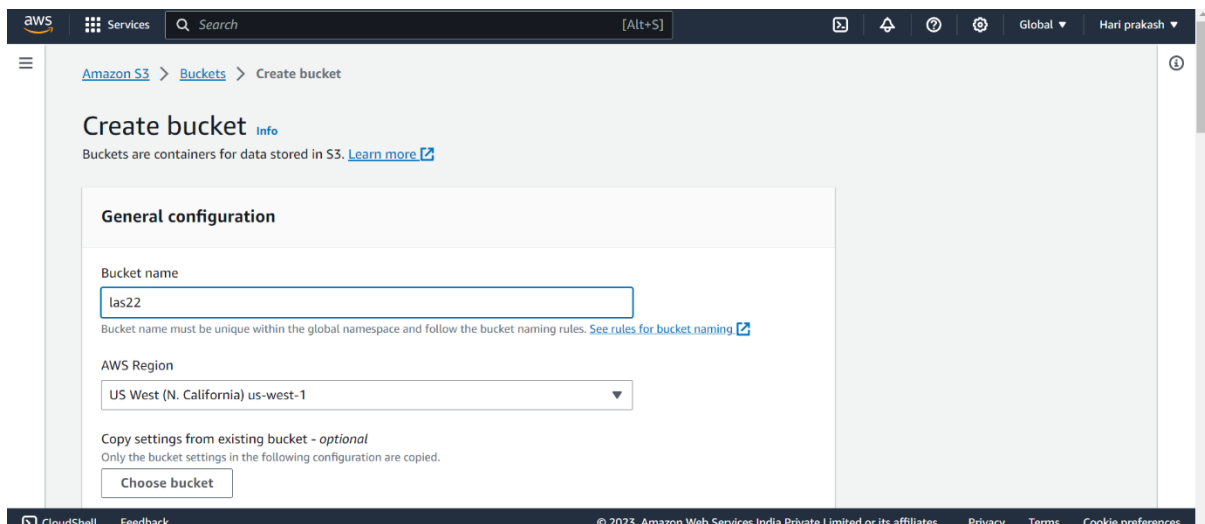 aws Services Search [Alt+S] Global ▼ Hari prakash ▼
Amazon S3 > Buckets > Create bucket
Create bucket Info
Buckets are containers for data stored in S3. Learn more
General configuration
Bucket name
las22
Bucket name must be unique within the global namespace and follow the bucket naming rules. See rules for bucket naming
AWS Region
US West (N. California) us-west-1
Copy settings from existing bucket - optional
Only the bucket settings in the following configuration are copied.
Choose bucket
CloudShell Feedback © 2023, Amazon Web Services India Private Limited or its affiliates. Privacy Terms Cookie preferences